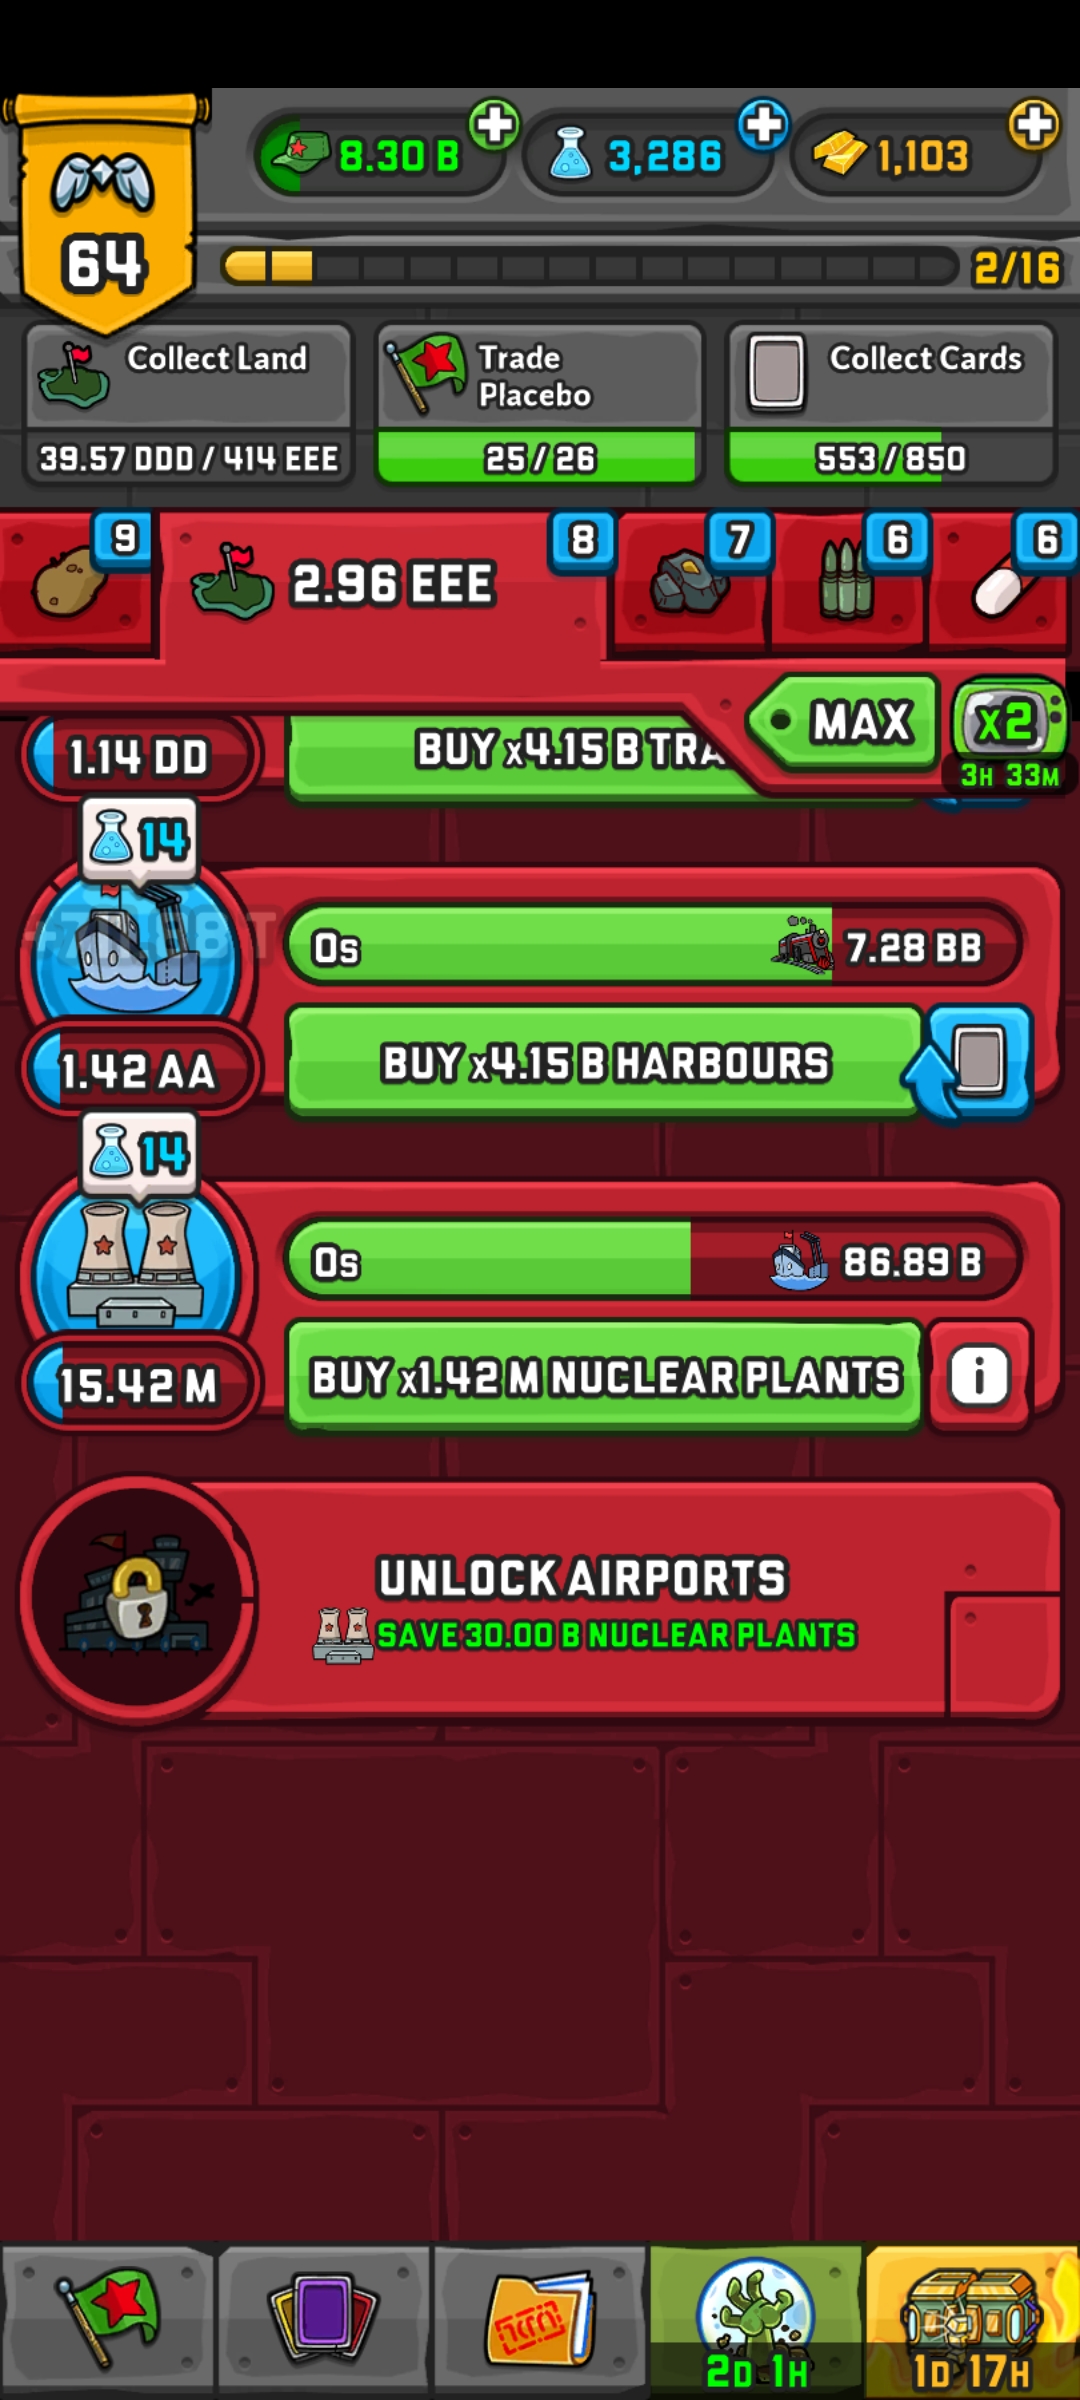 8.30 B
3,286
1,103
64
2/16
Collect Land
39.57 DDD / 414 EEE
Trade
Placebo
25 / 26
Collect Cards
553 / 850
9
2.96 EEE
8
7
6
6
MAX
x2
3H 33M
1.14 DD
BUY x4.15 B TRA
14
0s
7.28 BB
1.42 AA
BUY x4.15 B HARBOURS
14
0s
86.89 B
15.42 M
BUY x1.42 M NUCLEAR PLANTS
i
UNLOCK AIRPORTS
SAVE 30.00 B NUCLEAR PLANTS
2D 1H
1D 17H